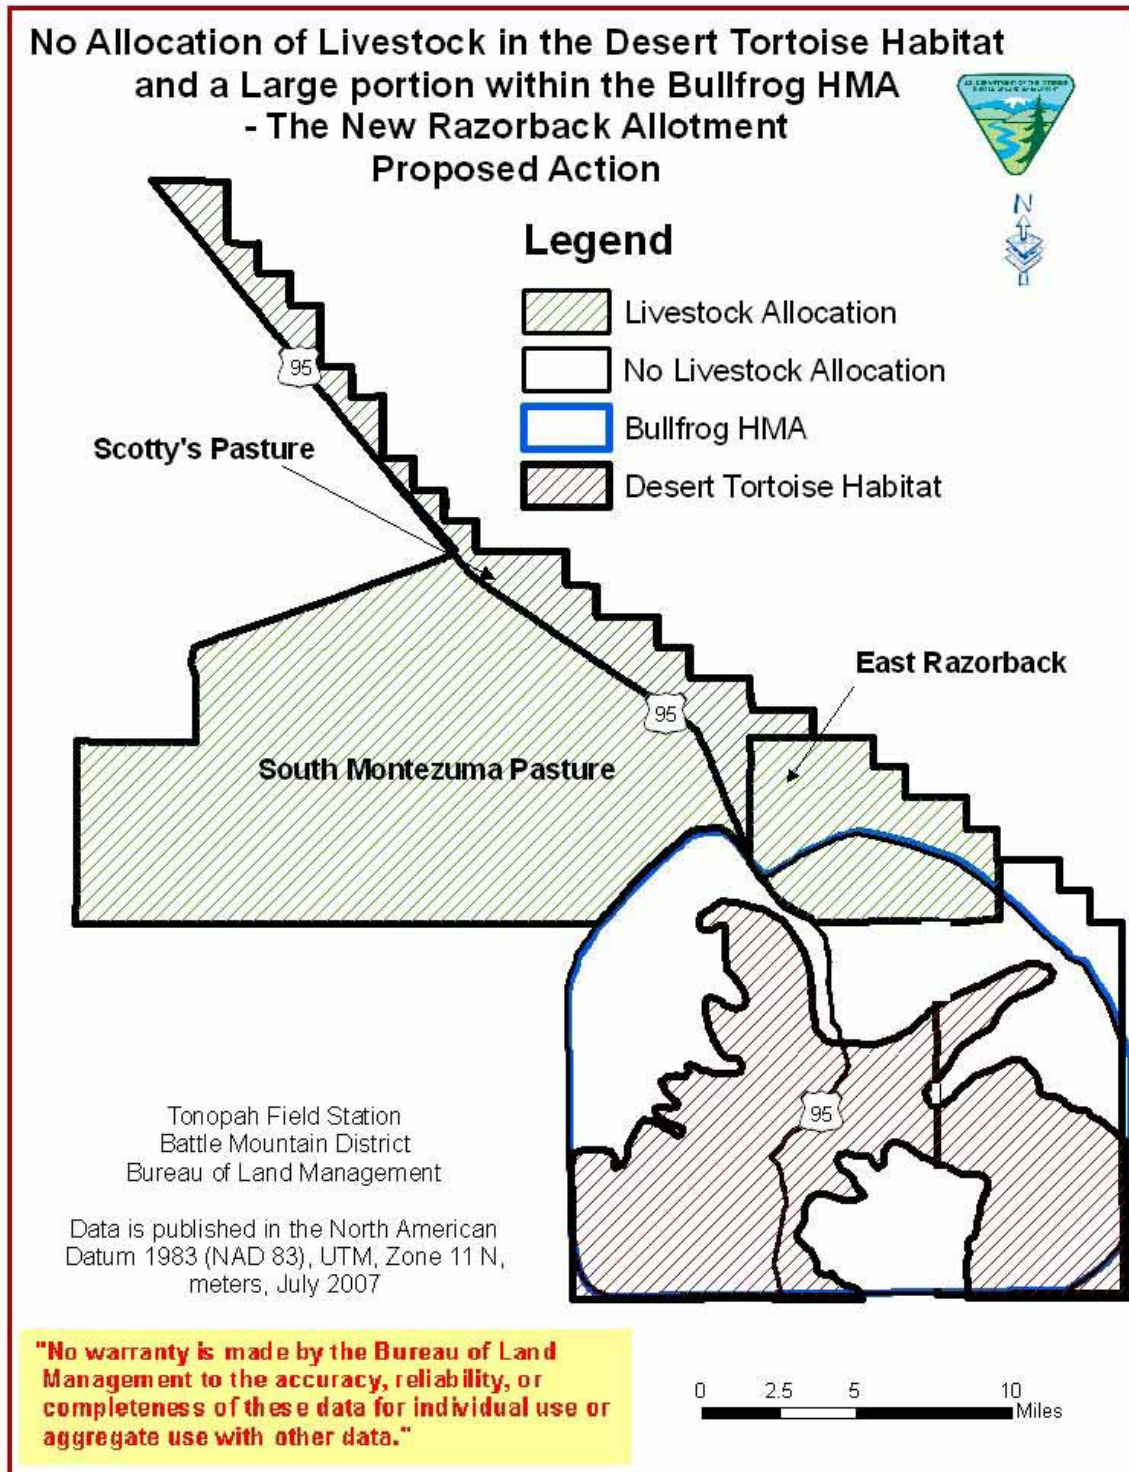 No Allocation of Livestock in the Desert Tortoise Habitat
and a Large portion within the Bullfrog HMA
- The New Razorback Allotment
Proposed Action
N
Legend
Livestock Allocation
No Livestock Allocation
Bullfrog HMA
Desert Tortoise Habitat
95
Scotty's Pasture
East Razorback
95
South Montezuma Pasture
95
Tonopah Field Station
Battle Mountain District
Bureau of Land Management
Data is published in the North American
Datum 1983 (NAD 83), UTM, Zone 11 N,
meters, July 2007
"No warranty is made by the Bureau of Land
Management to the accuracy, reliability, or
completeness of these data for individual use or
aggregate use with other data."
0 2.5 5 10
Miles